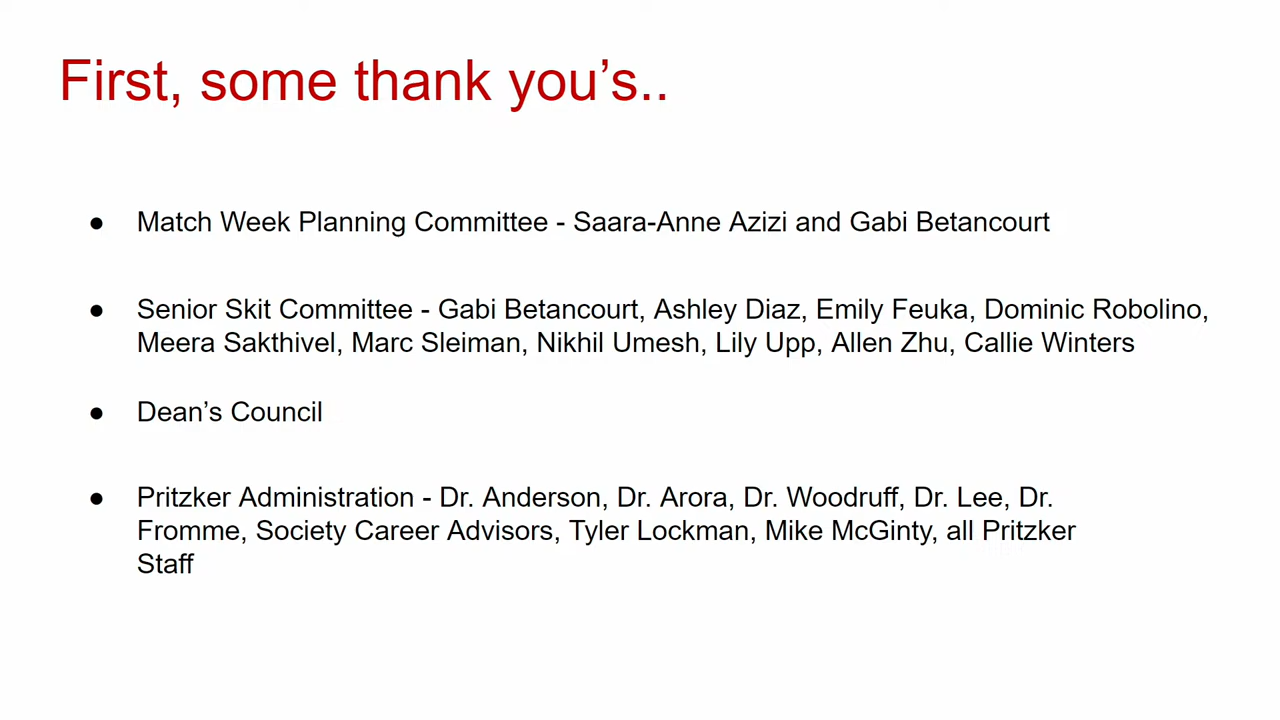 First, some thank you’s..
● Match Week Planning Committee - Saara-Anne Azizi and Gabi Betancourt
● Senior Skit Committee - Gabi Betancourt, Ashley Diaz, Emily Feuka, Dominic Robolino,
Meera Sakthivel, Marc Sleiman, Nikhil Umesh, Lily Upp, Allen Zhu, Callie Winters
● Dean’s Council
● Pritzker Administration - Dr. Anderson, Dr. Arora, Dr. Woodruff, Dr. Lee, Dr.
Fromme, Society Career Advisors, Tyler Lockman, Mike McGinty, all Pritzker
Staff